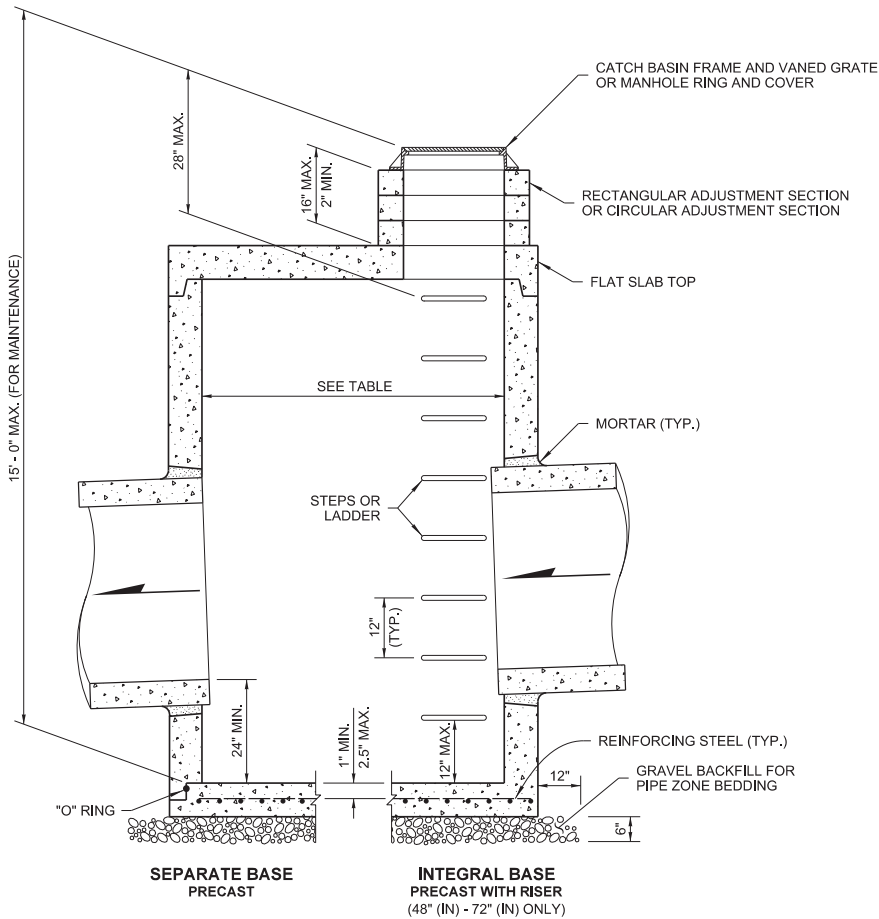 CATCH BASIN FRAME AND VANED GRATE
OR MANHOLE RING AND COVER
28" MAX.
16" MAX.
2" MIN.
RECTANGULAR ADJUSTMENT SECTION
OR CIRCULAR ADJUSTMENT SECTION
FLAT SLAB TOP
15' - 0" MAX. (FOR MAINTENANCE)
SEE TABLE
MORTAR (TYP.)
STEPS OR
LADDER
12"
(TYP.)
24" MIN.
1" MIN.
2.5" MAX.
12" MAX.
REINFORCING STEEL (TYP.)
12"
GRAVEL BACKFILL FOR
PIPE ZONE BEDDING
"O" RING
6"
SEPARATE BASE
PRECAST
INTEGRAL BASE
PRECAST WITH RISER
(48" (IN) - 72" (IN) ONLY)